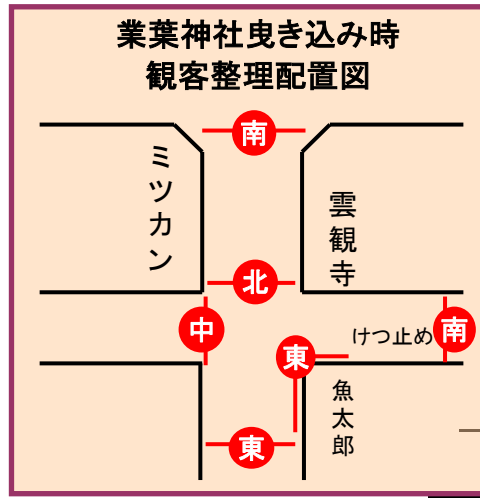 業葉神社曳き込み時
観客整理配置図
南
ミツカン
雲観寺
北
中
けつ止め
南
東
魚太郎
東